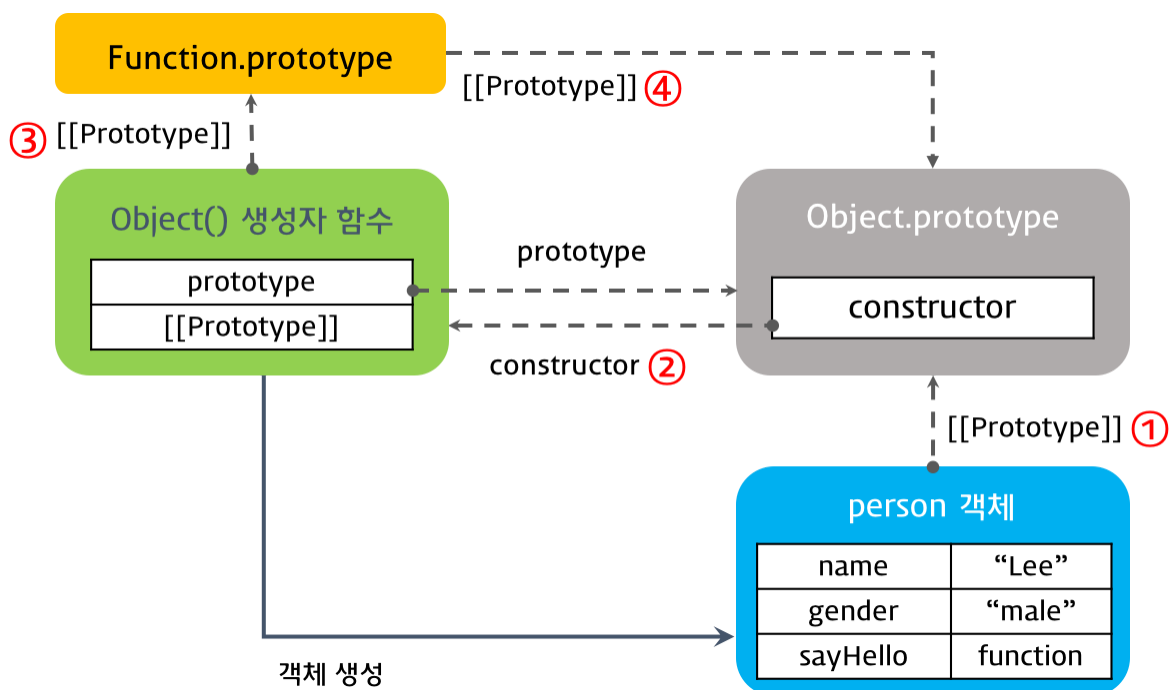 Function.prototype
[[Prototype]] ④
③ [[Prototype]]
Object() 생성자 함수
prototype
[[Prototype]]
prototype
constructor ②
Object.prototype
constructor
[[Prototype]] ①
person 객체
name “Lee”
gender “male”
sayHello function
객체 생성